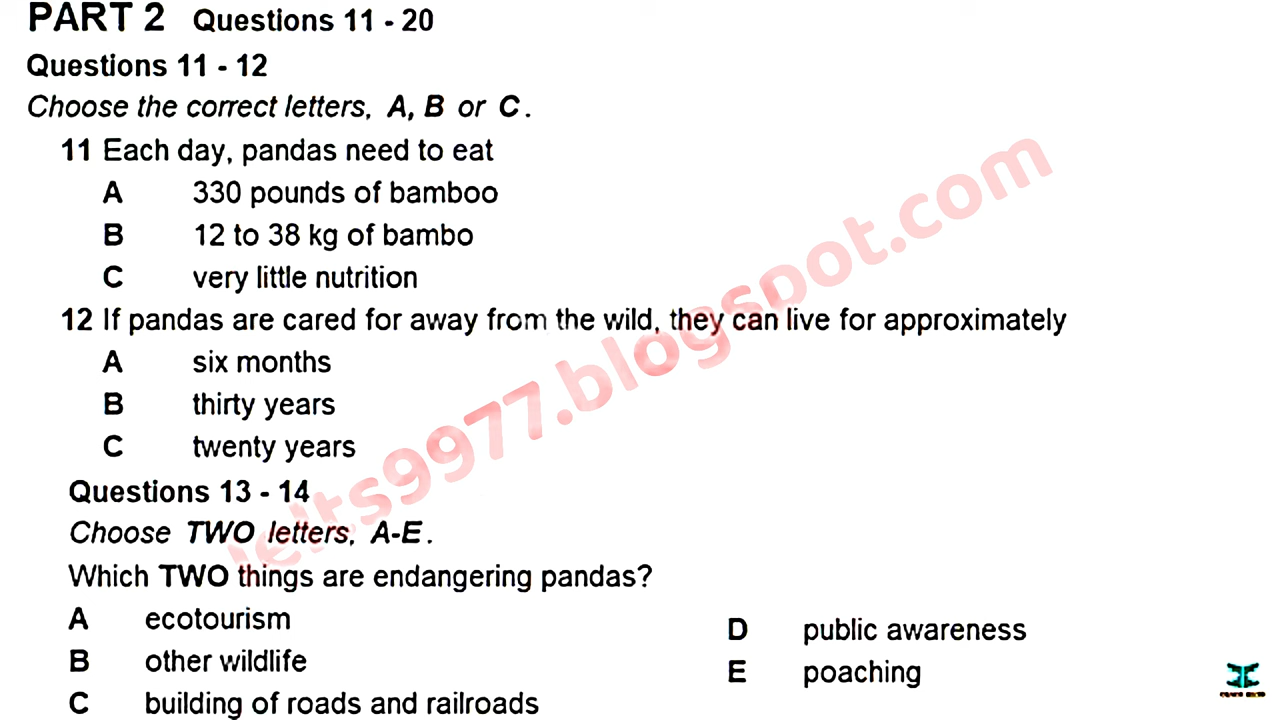 PART 2 Questions 11 - 20
Questions 11 - 12
Choose the correct letters, A, B or C.
11 Each day, pandas need to eat
A 330 pounds of bamboo
B 12 to 38 kg of bambo
C very little nutrition
12 If pandas are cared for away from the wild, they can live for approximately
A six months
B thirty years
C twenty years
Questions 13 - 14
Choose TWO letters, A-E.
Which TWO things are endangering pandas?
A ecotourism
B other wildlife
C building of roads and railroads
D public awareness
E poaching
Ielts9977.blogspot.com